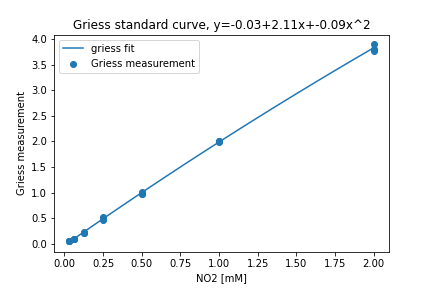 Griess standard curve, y=-0.03+2.11x+-0.09x^2
griess fit
Griess measurement
4.0
3.5
3.0
2.5
2.0
1.5
1.0
0.5
0.0
Griess measurement
0.00 0.25 0.50 0.75 1.00 1.25 1.50 1.75 2.00
NO2 [mM]